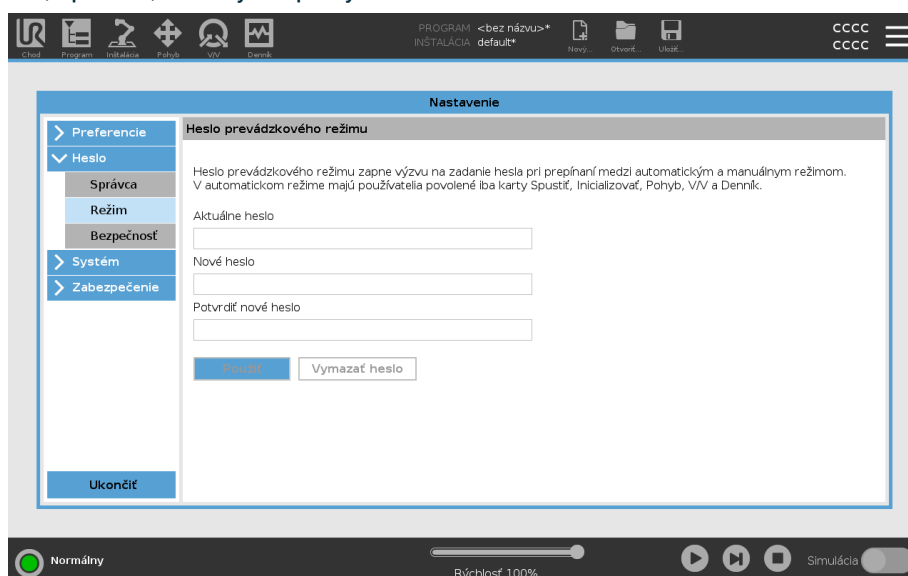 PROGRAM <bez názvu>*
INŠTALÁCIA default*
cccc
cccc
Chod Program Inštalácia Pohyb V/V Denník Nový... Otvoriť... Uložiť...
Nastavenie
Preferencie
Heslo
Správca
Režim
Bezpečnosť
Systém
Zabezpečenie
Ukončiť
Heslo prevádzkového režimu
Heslo prevádzkového režimu zapne výzvu na zadanie hesla pri prepínaní medzi automatickým a manuálnym režimom.
V automatickom režime majú používatelia povolené iba karty Spustiť, Inicializovať, Pohyb, V/V a Denník.
Aktuálne heslo
Nové heslo
Potvrdiť nové heslo
Použiť Vymazať heslo
Normálny
Rýchlosť 100%
Simulácia